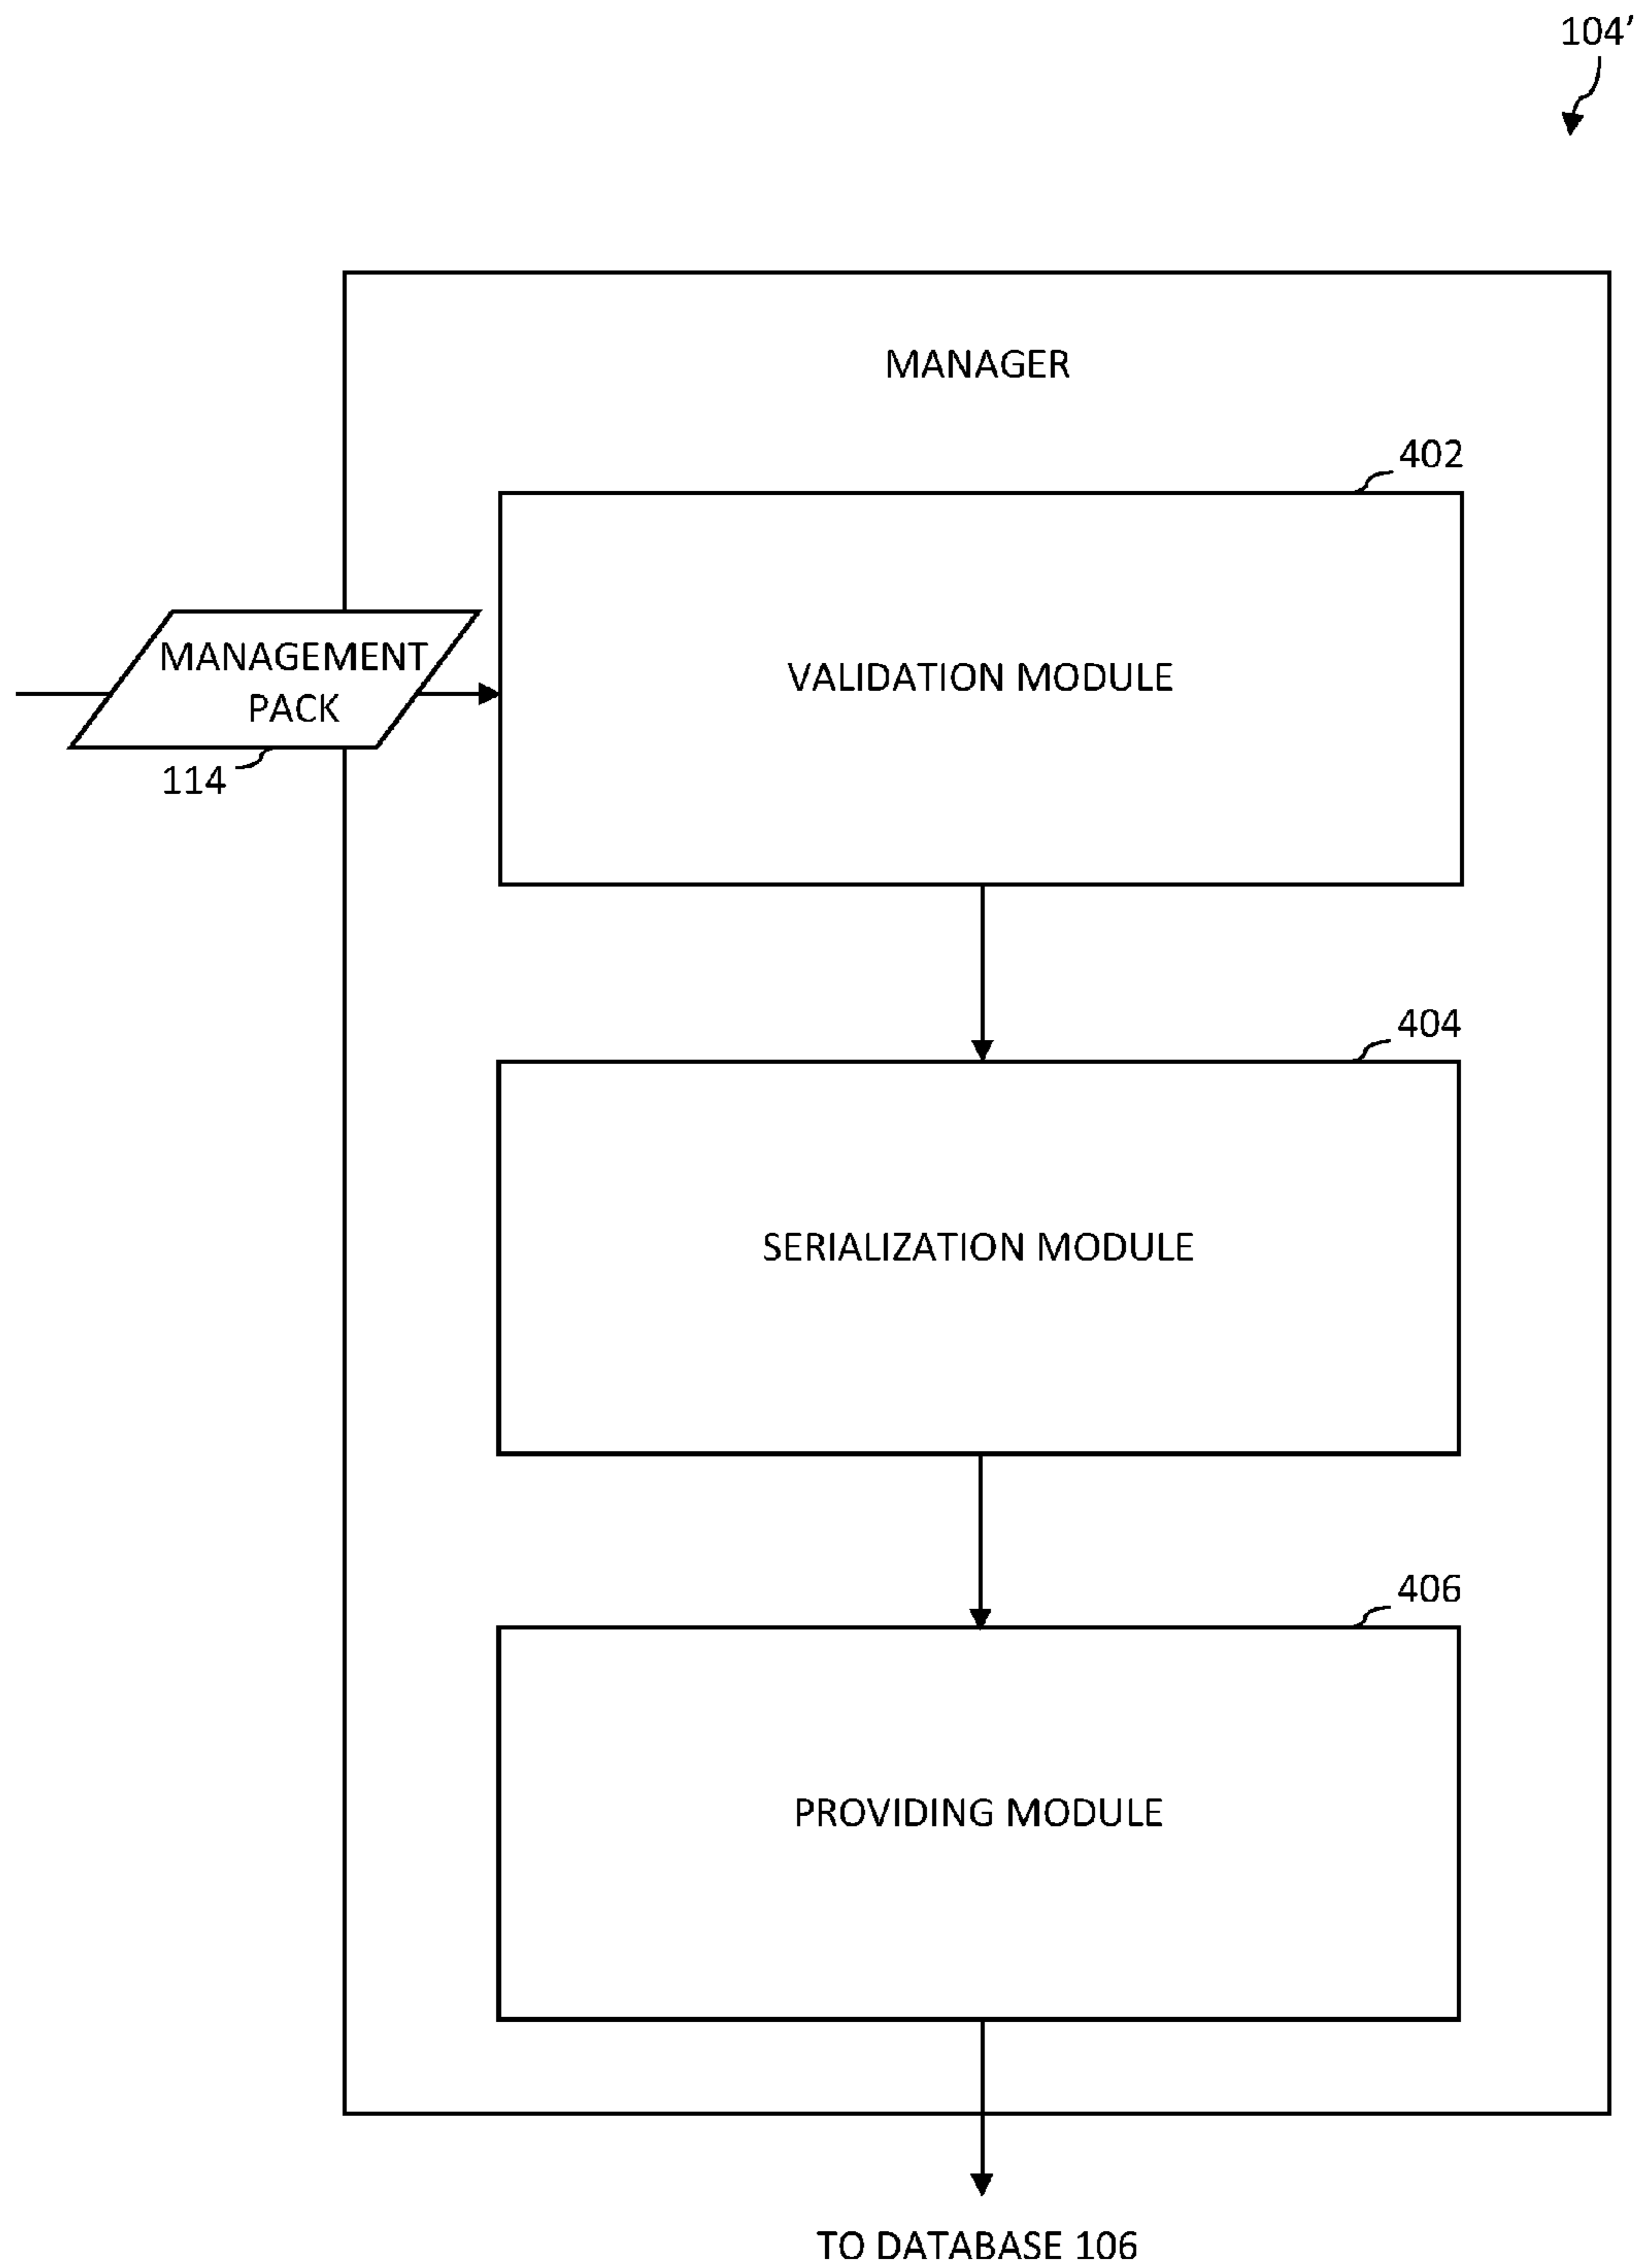 104'
MANAGER
402
MANAGEMENT
PACK
VALIDATION MODULE
114
404
SERIALIZATION MODULE
406
PROVIDING MODULE
TO DATABASE 106